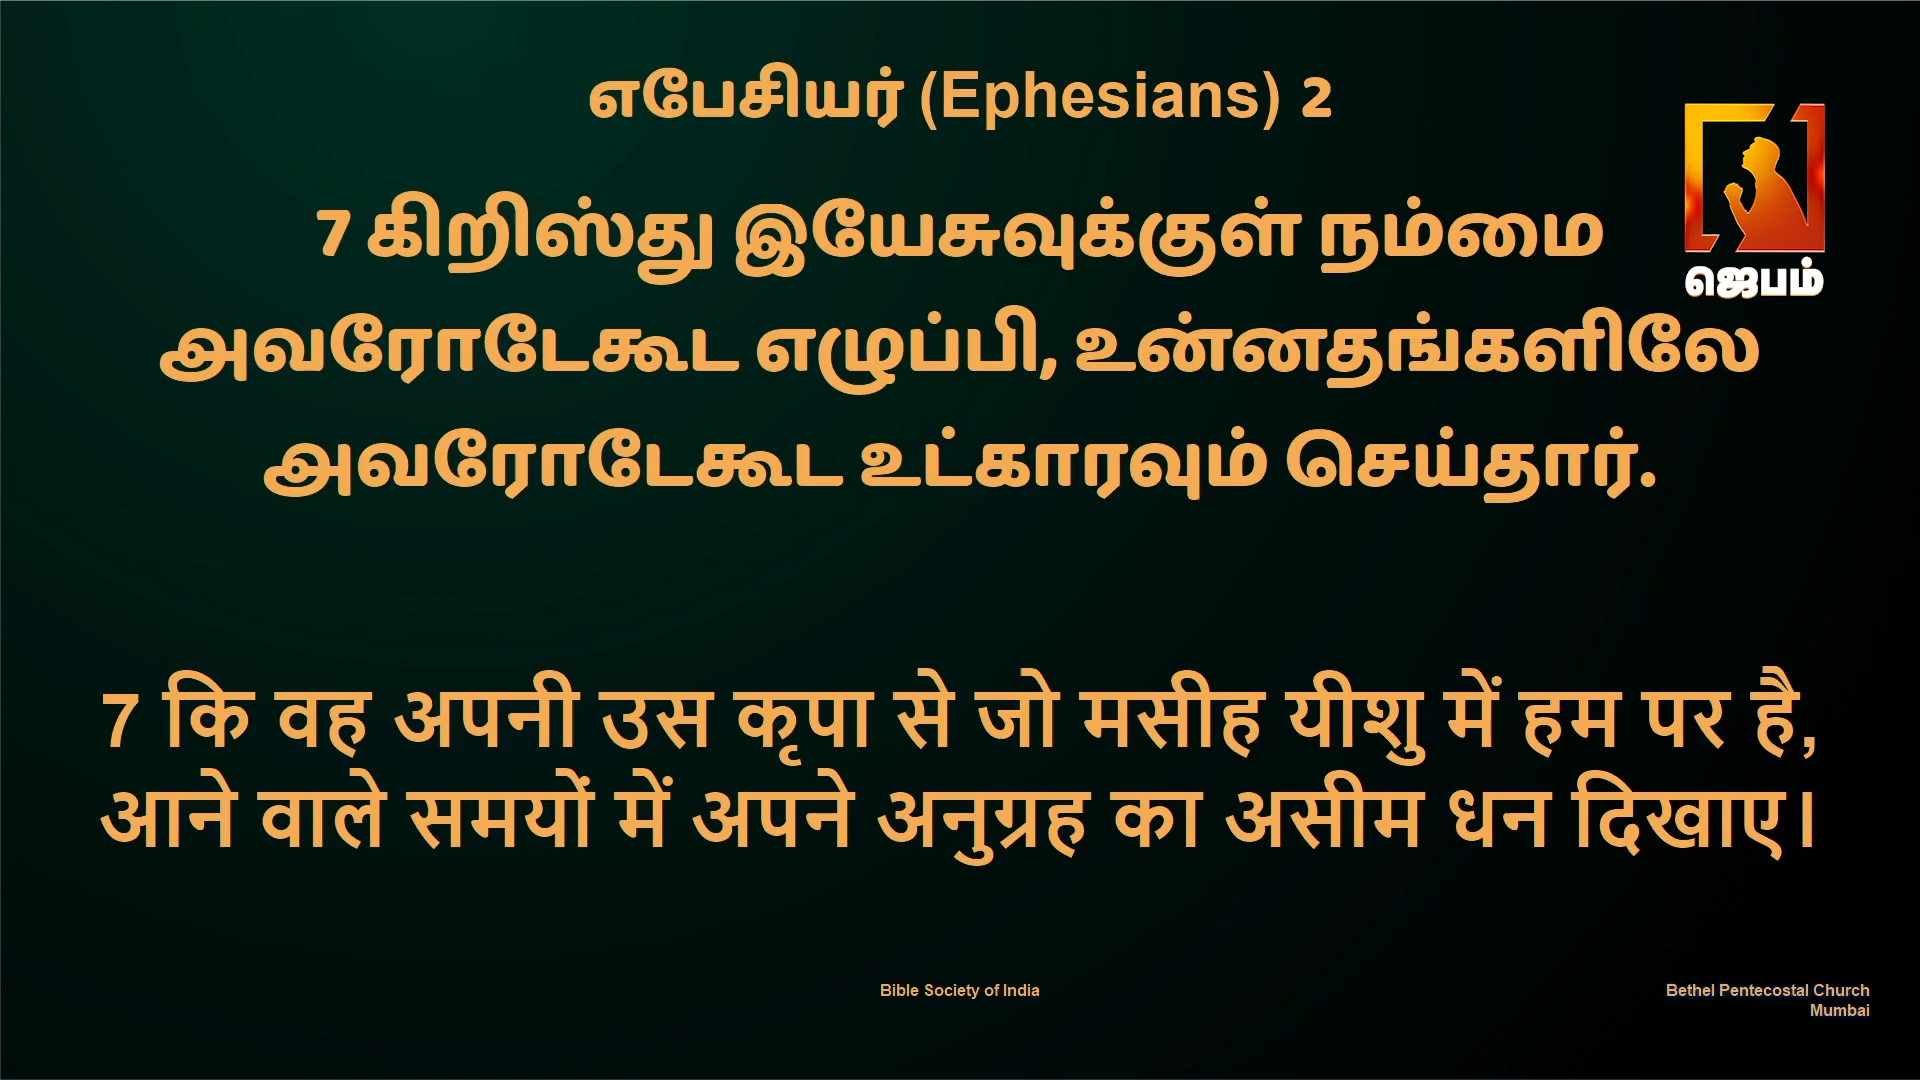 எபேசியர் (Ephesians) 2
7 கிறிஸ்து இயேசுவுக்குள் நம்மை
அவரோடேகூட எழுப்பி, உன்னதங்களிலே
அவரோடேகூட உட்காரவும் செய்தார்.
ஜெபம்
7 कि वह अपनी उस कृपा से जो मसीह यीशु में हम पर है,
आने वाले समयों में अपने अनुग्रह का असीम धन दिखाए।
Bible Society of India
Bethel Pentecostal Church
Mumbai